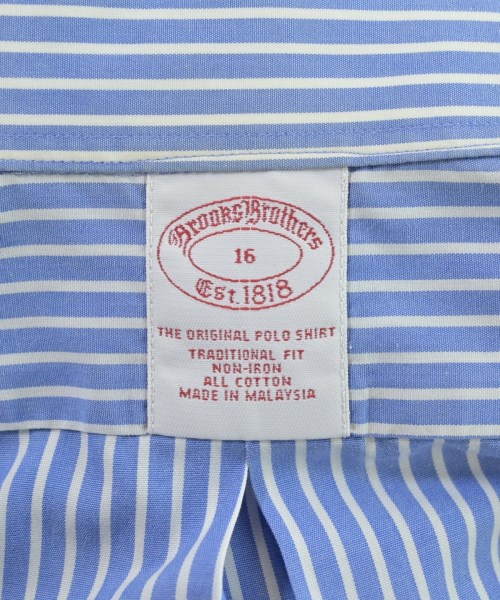 Brooks Brothers
16
Est. 1818
THE ORIGINAL POLO SHIRT
TRADITIONAL FIT
NON-IRON
ALL COTTON
MADE IN MALAYSIA